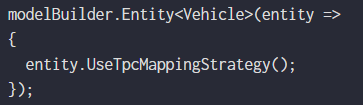 modelBuilder.Entity<Vehicle>(entity =>
{
  entity.UseTpcMappingStrategy();
});